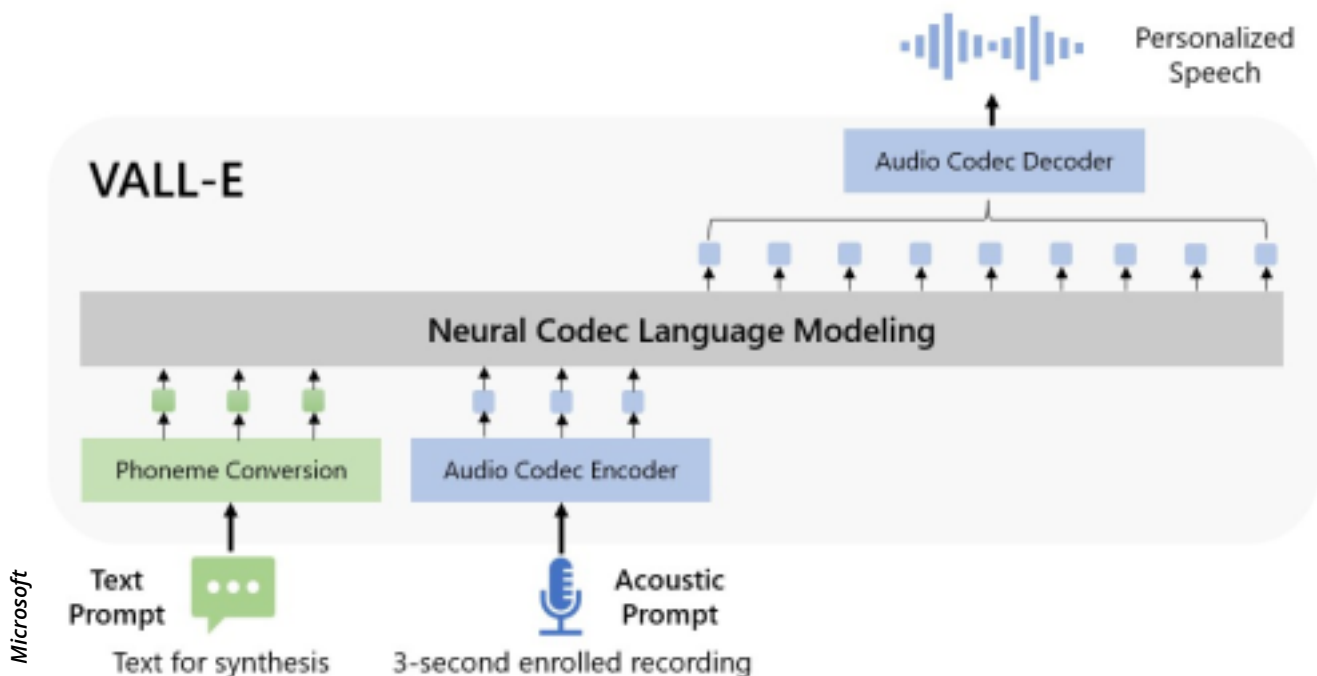 Personalized
Speech
Audio Codec Decoder
VALL-E
Neural Codec Language Modeling
Phoneme Conversion
Audio Codec Encoder
Text
Prompt
Acoustic
Prompt
Text for synthesis
3-second enrolled recording
Microsoft